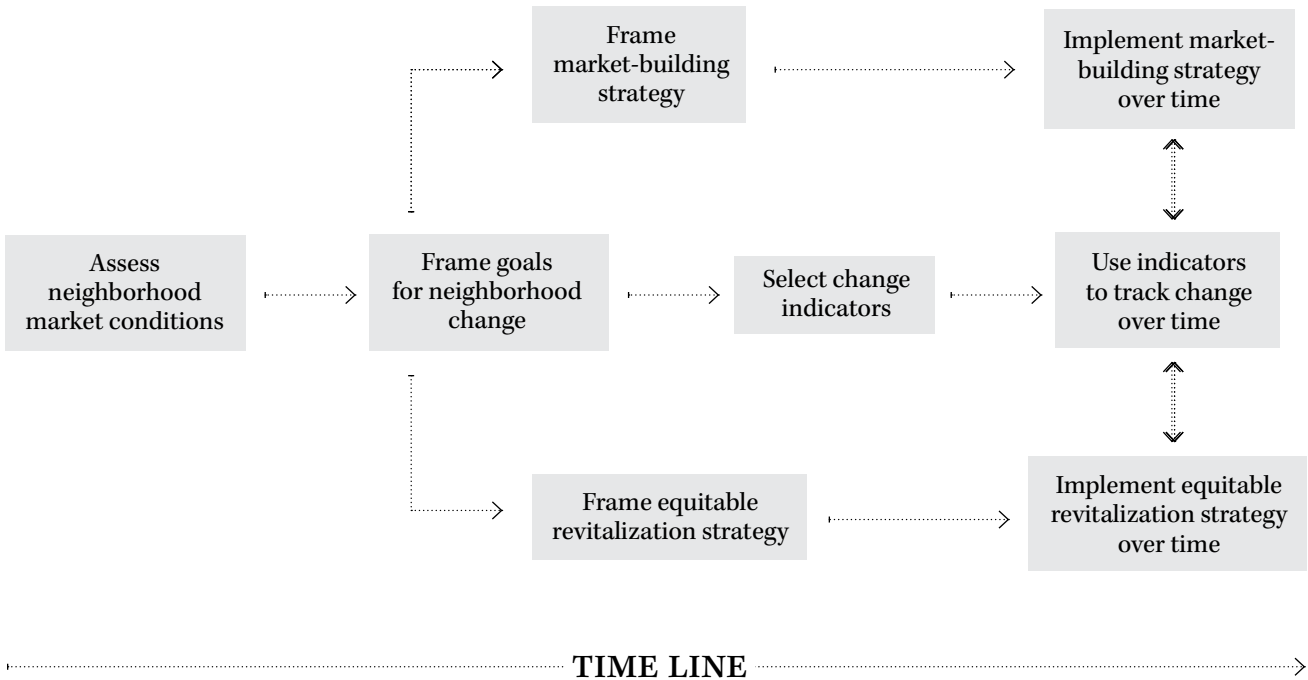 Frame
market-building
strategy
Implement market-
building strategy
over time
Assess
neighborhood
market conditions
Frame goals
for neighborhood
change
Select change
indicators
Use indicators
to track change
over time
Frame equitable
revitalization strategy
Implement equitable
revitalization strategy
over time
TIME LINE